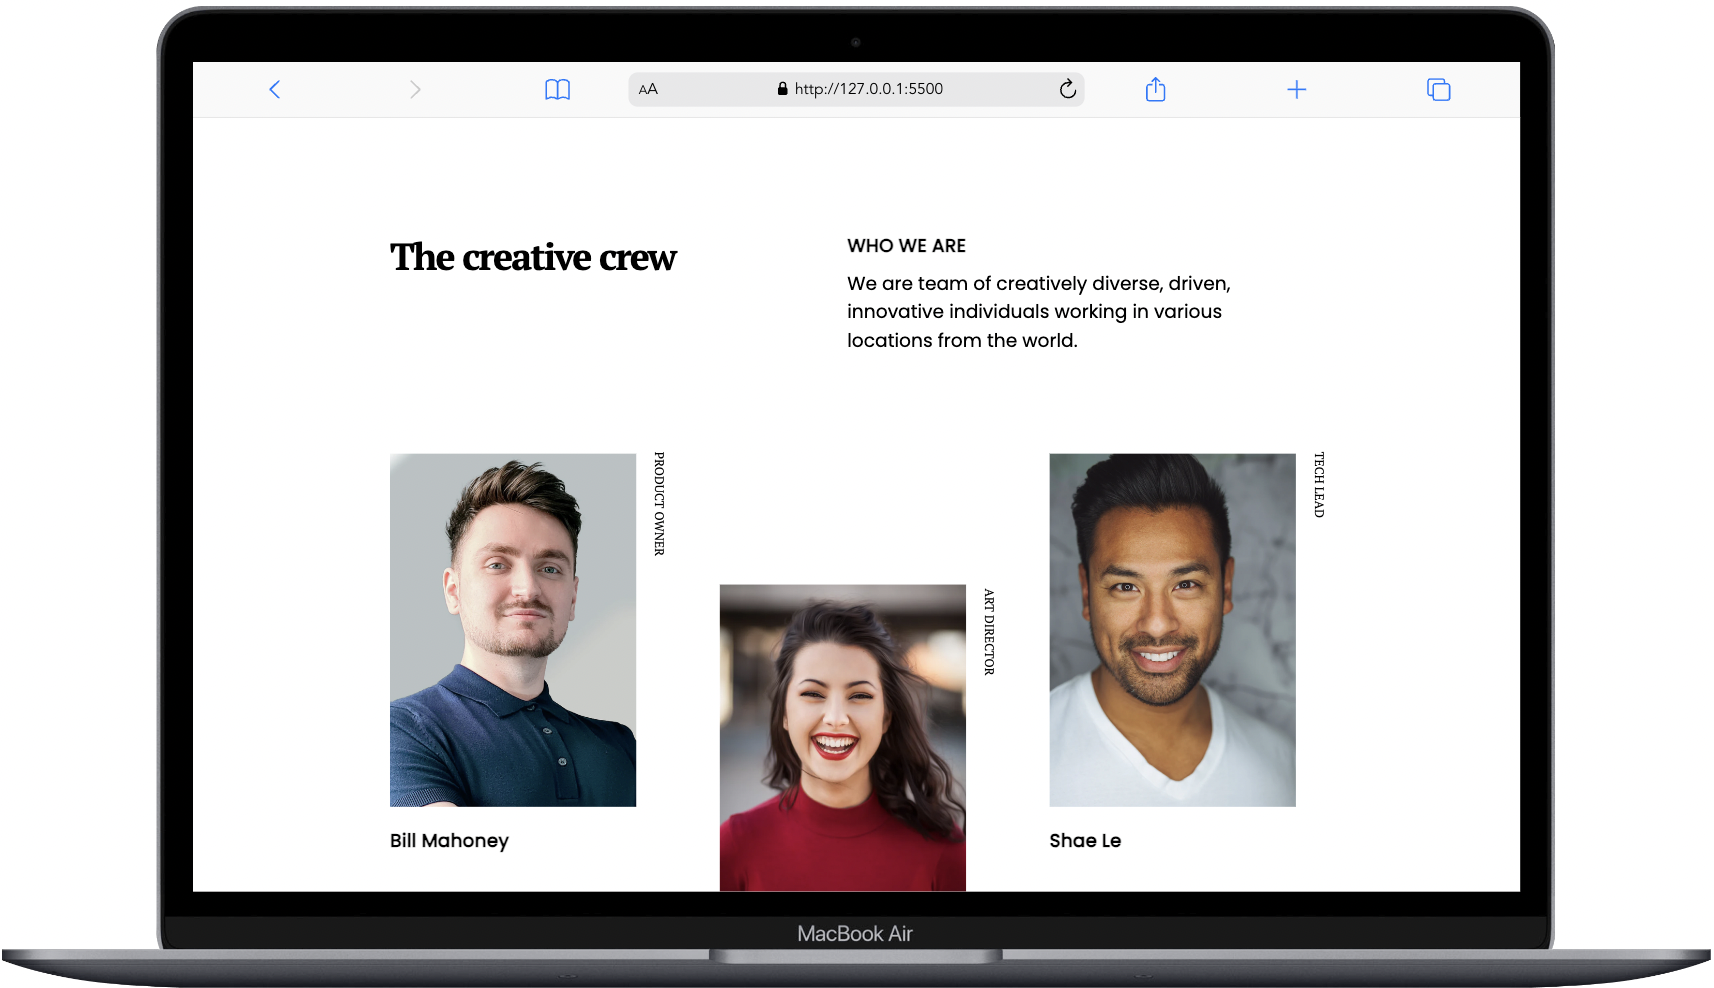 AA
http://127.0.0.1:5500
The creative crew
WHO WE ARE
We are team of creatively diverse, driven,
innovative individuals working in various
locations from the world.
PRODUCT OWNER
Bill Mahoney
ART DIRECTOR
TECH LEAD
Shae Le
MacBook Air